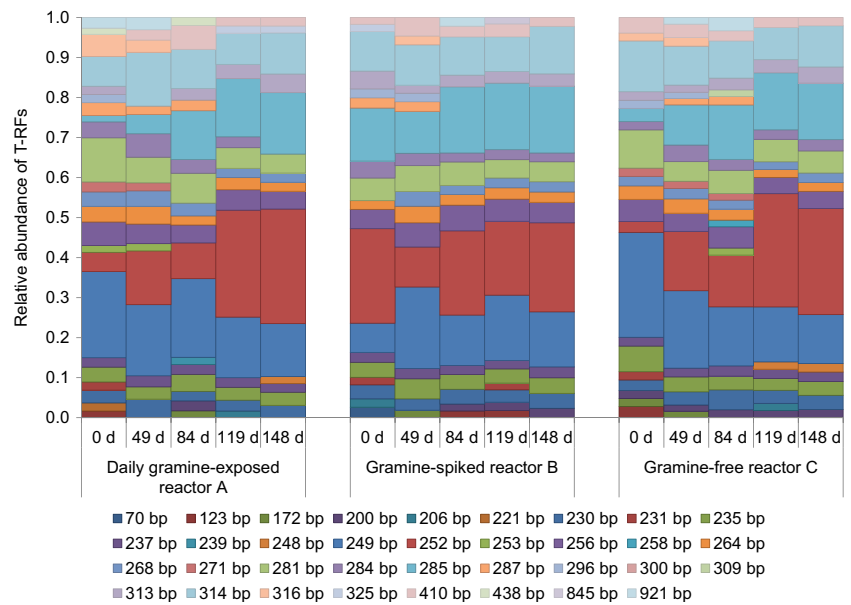 Relative abundance of T-RFs
1.0
0.9
0.8
0.7
0.6
0.5
0.4
0.3
0.2
0.1
0.0
0 d 49 d 84 d 119 d 148 d 0 d 49 d 84 d 119 d 148 d 0 d 49 d 84 d 119 d 148 d
Daily gramine-exposed reactor A
Gramine-spiked reactor B
Gramine-free reactor C
70 bp 123 bp 172 bp 200 bp 206 bp 221 bp 230 bp 231 bp 235 bp
237 bp 239 bp 248 bp 249 bp 252 bp 253 bp 256 bp 258 bp 264 bp
268 bp 271 bp 281 bp 284 bp 285 bp 287 bp 296 bp 300 bp 309 bp
313 bp 314 bp 316 bp 325 bp 410 bp 438 bp 845 bp 921 bp